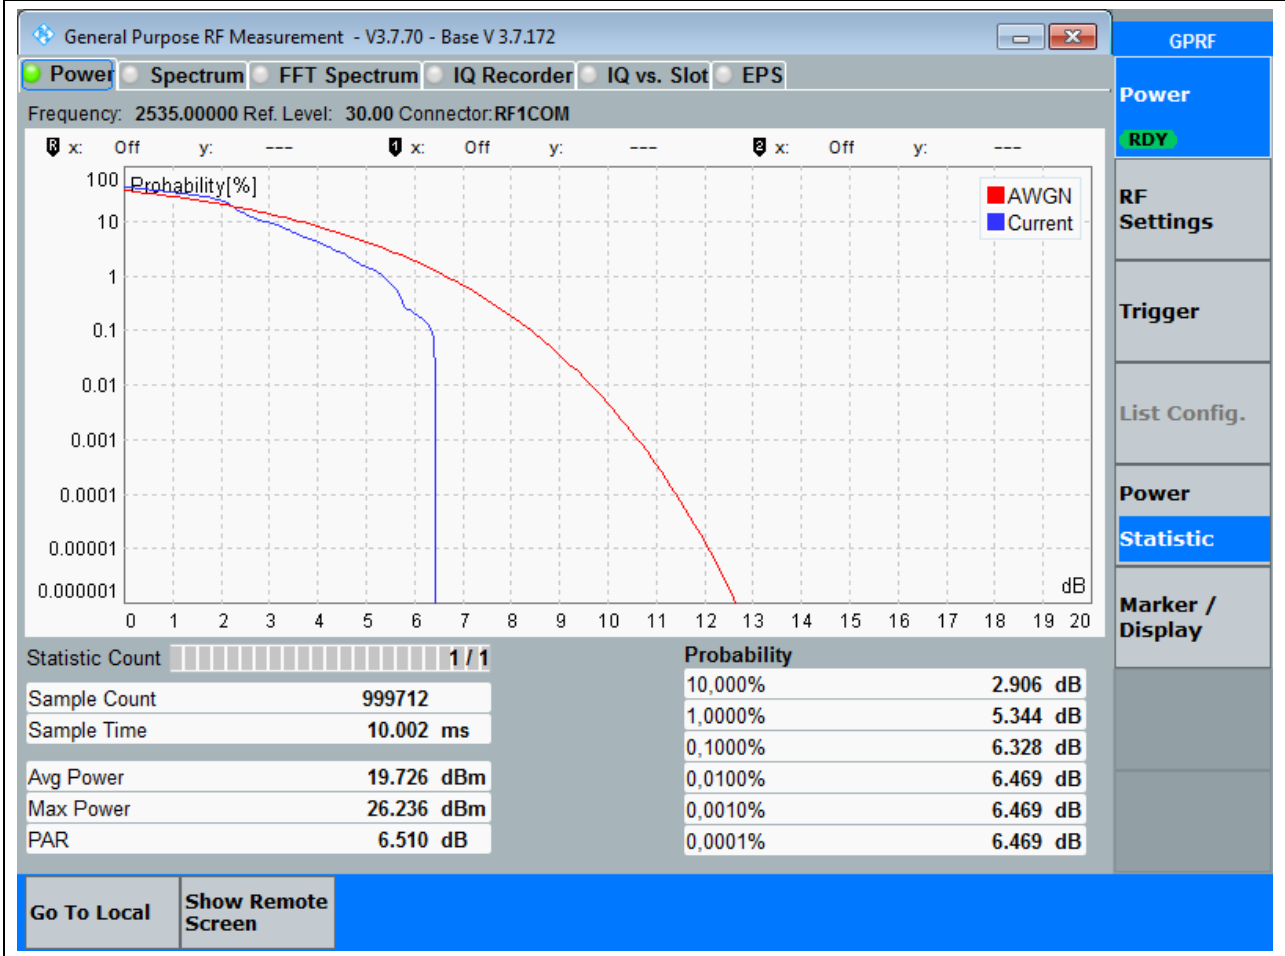 General Purpose RF Measurement - V3.7.70 - Base V 3.7.172
GPRF
Power Spectrum FFT Spectrum IQ Recorder IQ vs. Slot EPS
Frequency: 2535.00000 Ref. Level: 30.00 Connector:RF1COM
R x: Off y: --- 1 x: Off y: --- 2 x: Off y: ---
Probability[%]
AWGN
Current
100
10
1
0.1
0.01
0.001
0.0001
0.00001
0.000001
dB
0 1 2 3 4 5 6 7 8 9 10 11 12 13 14 15 16 17 18 19 20
Statistic Count 1 / 1
Sample Count 999712
Sample Time 10.002 ms
Avg Power 19.726 dBm
Max Power 26.236 dBm
PAR 6.510 dB
Probability
10,000% 2.906 dB
1,0000% 5.344 dB
0,1000% 6.328 dB
0,0100% 6.469 dB
0,0010% 6.469 dB
0,0001% 6.469 dB
Power
RDY
RF
Settings
Trigger
List Config.
Power
Statistic
Marker /
Display
Go To Local
Show Remote
Screen